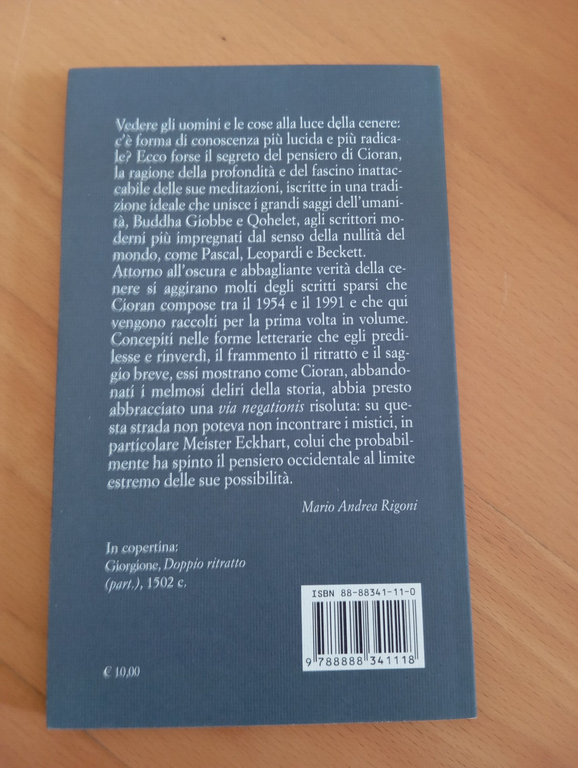 Vedere gli uomini e le cose alla luce della cenere:
c'è forma di conoscenza più lucida e più radica-
le? Ecco forse il segreto del pensiero di Cioran,
la ragione della profondità e del fascino inattac-
cabile delle sue meditazioni, iscritte in una tradi-
zione ideale che unisce i grandi saggi dell'umani-
tà, Buddha Giobbe e Qohelet, agli scrittori mo-
derni più impregnati dal senso della nullità del
mondo, come Pascal, Leopardi e Beckett.
Attorno all'oscura e abbagliante verità della ce-
nere si aggirano molti degli scritti sparsi che
Cioran compose tra il 1954 e il 1991 e che qui
vengono raccolti per la prima volta in volume.
Concepiti nelle forme letterarie che egli predi-
lesse e rinverdì, il frammento il ritratto e il sag-
gio breve, essi mostrano come Cioran, abbando-
nati i melmosi deliri della storia, abbia presto
abbracciato una via negationis risoluta: su que-
sta strada non poteva non incontrare i mistici, in
particolare Meister Eckhart, colui che probabil-
mente ha spinto il pensiero occidentale al limite
estremo delle sue possibilità.
Mario Andrea Rigoni
In copertina:
Giorgione, Doppio ritratto
(part.), 1502 c.
ISBN 88-88341-11-0
9 788888 341118
€ 10,00